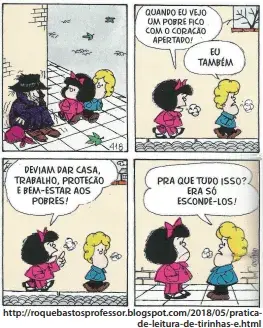 418
QUANDO EU VEJO
UM POBRE FICO
COM O CORAÇÃO
APERTADO!
EU
TAMBÉM
DEVIAM DAR CASA,
TRABALHO, PROTEÇÃO
E BEM-ESTAR AOS
POBRES!
PRA QUE TUDO ISSO?
ERA SÓ
ESCONDÊ-LOS!
http://roquebastosprofessor.blogspot.com/2018/05/pratica-
de-leitura-de-tirinhas-e.html